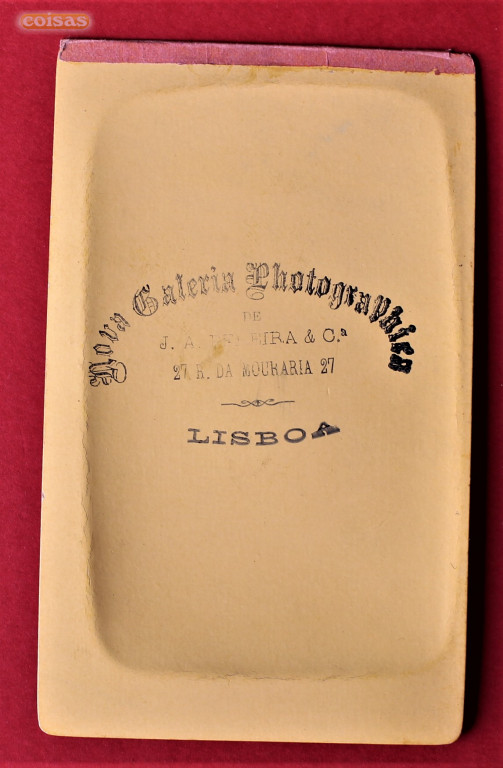 coisas
Nova Galeria Photographica
DE
J. A. & C.ª
27 R. DA MOURARIA 27
LISBOA